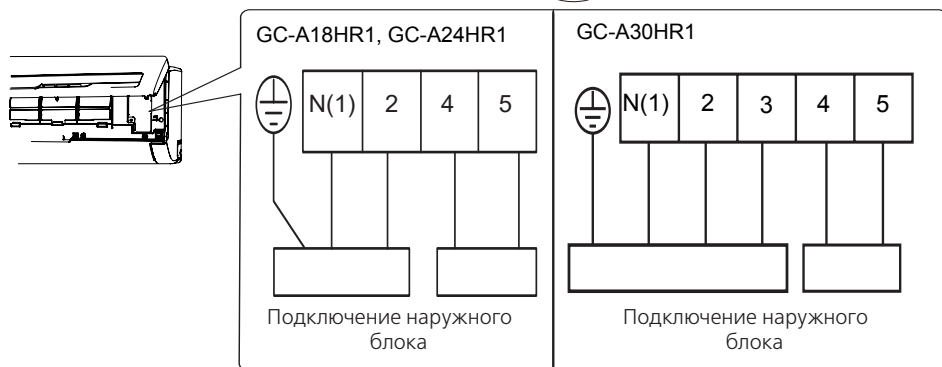 GC-A18HR1, GC-A24HR1
N(1) 2 4 5
Подключение наружного
блока
GC-A30HR1
N(1) 2 3 4 5
Подключение наружного
блока